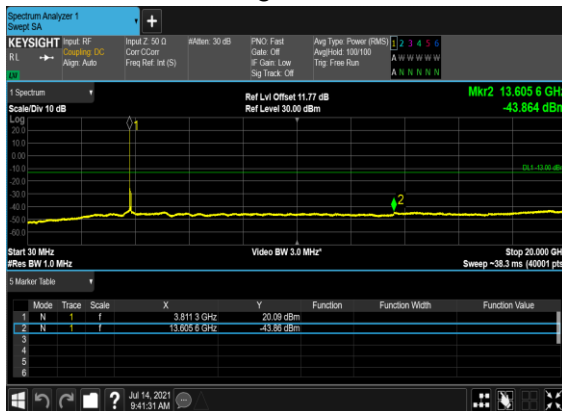 Spectrum Analyzer 1
Swept SA
+
KEYSIGHT Input: RF Input Z: 50 Ω #Atten: 30 dB PNO: Fast Avg Type: Power (RMS) 1 2 3 4 5 6
RL Coupling: DC Corr CCorr Gate: Off Avg|Hold: 100/100 A W W W W W
Align: Auto Freq Ref: Int (S) IF Gain: Low Trig: Free Run
Sig Track: Off A N N N N N
1 Spectrum Ref Lvl Offset 11.77 dB Mkr2 13.605 6 GHz
Scale/Div 10 dB Ref Level 30.00 dBm -43.864 dBm
Log
20.0
10.0
0.00
-10.0
DL1 -13.00 dBm
-20.0
-30.0
-40.0
-50.0
-60.0
1
2
Start 30 MHz Video BW 3.0 MHz* Stop 20.000 GHz
#Res BW 1.0 MHz Sweep ~38.3 ms (40001 pts)
5 Marker Table
Mode Trace Scale X Y Function Function Width Function Value
1 N 1 f 3.811 3 GHz 20.09 dBm
2 N 1 f 13.605 6 GHz -43.86 dBm
3
4
5
6
? Jul 14, 2021
9:41:31 AM